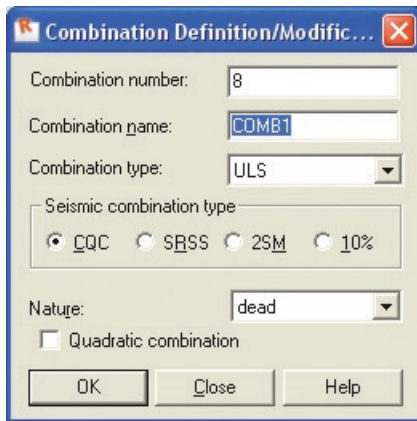 Combination Definition/Modific...
Combination number: 8
Combination name: COMB1
Combination type: ULS
Seismic combination type
CQC SRSS 2SM 10%
Nature: dead
Quadratic combination
OK Close Help